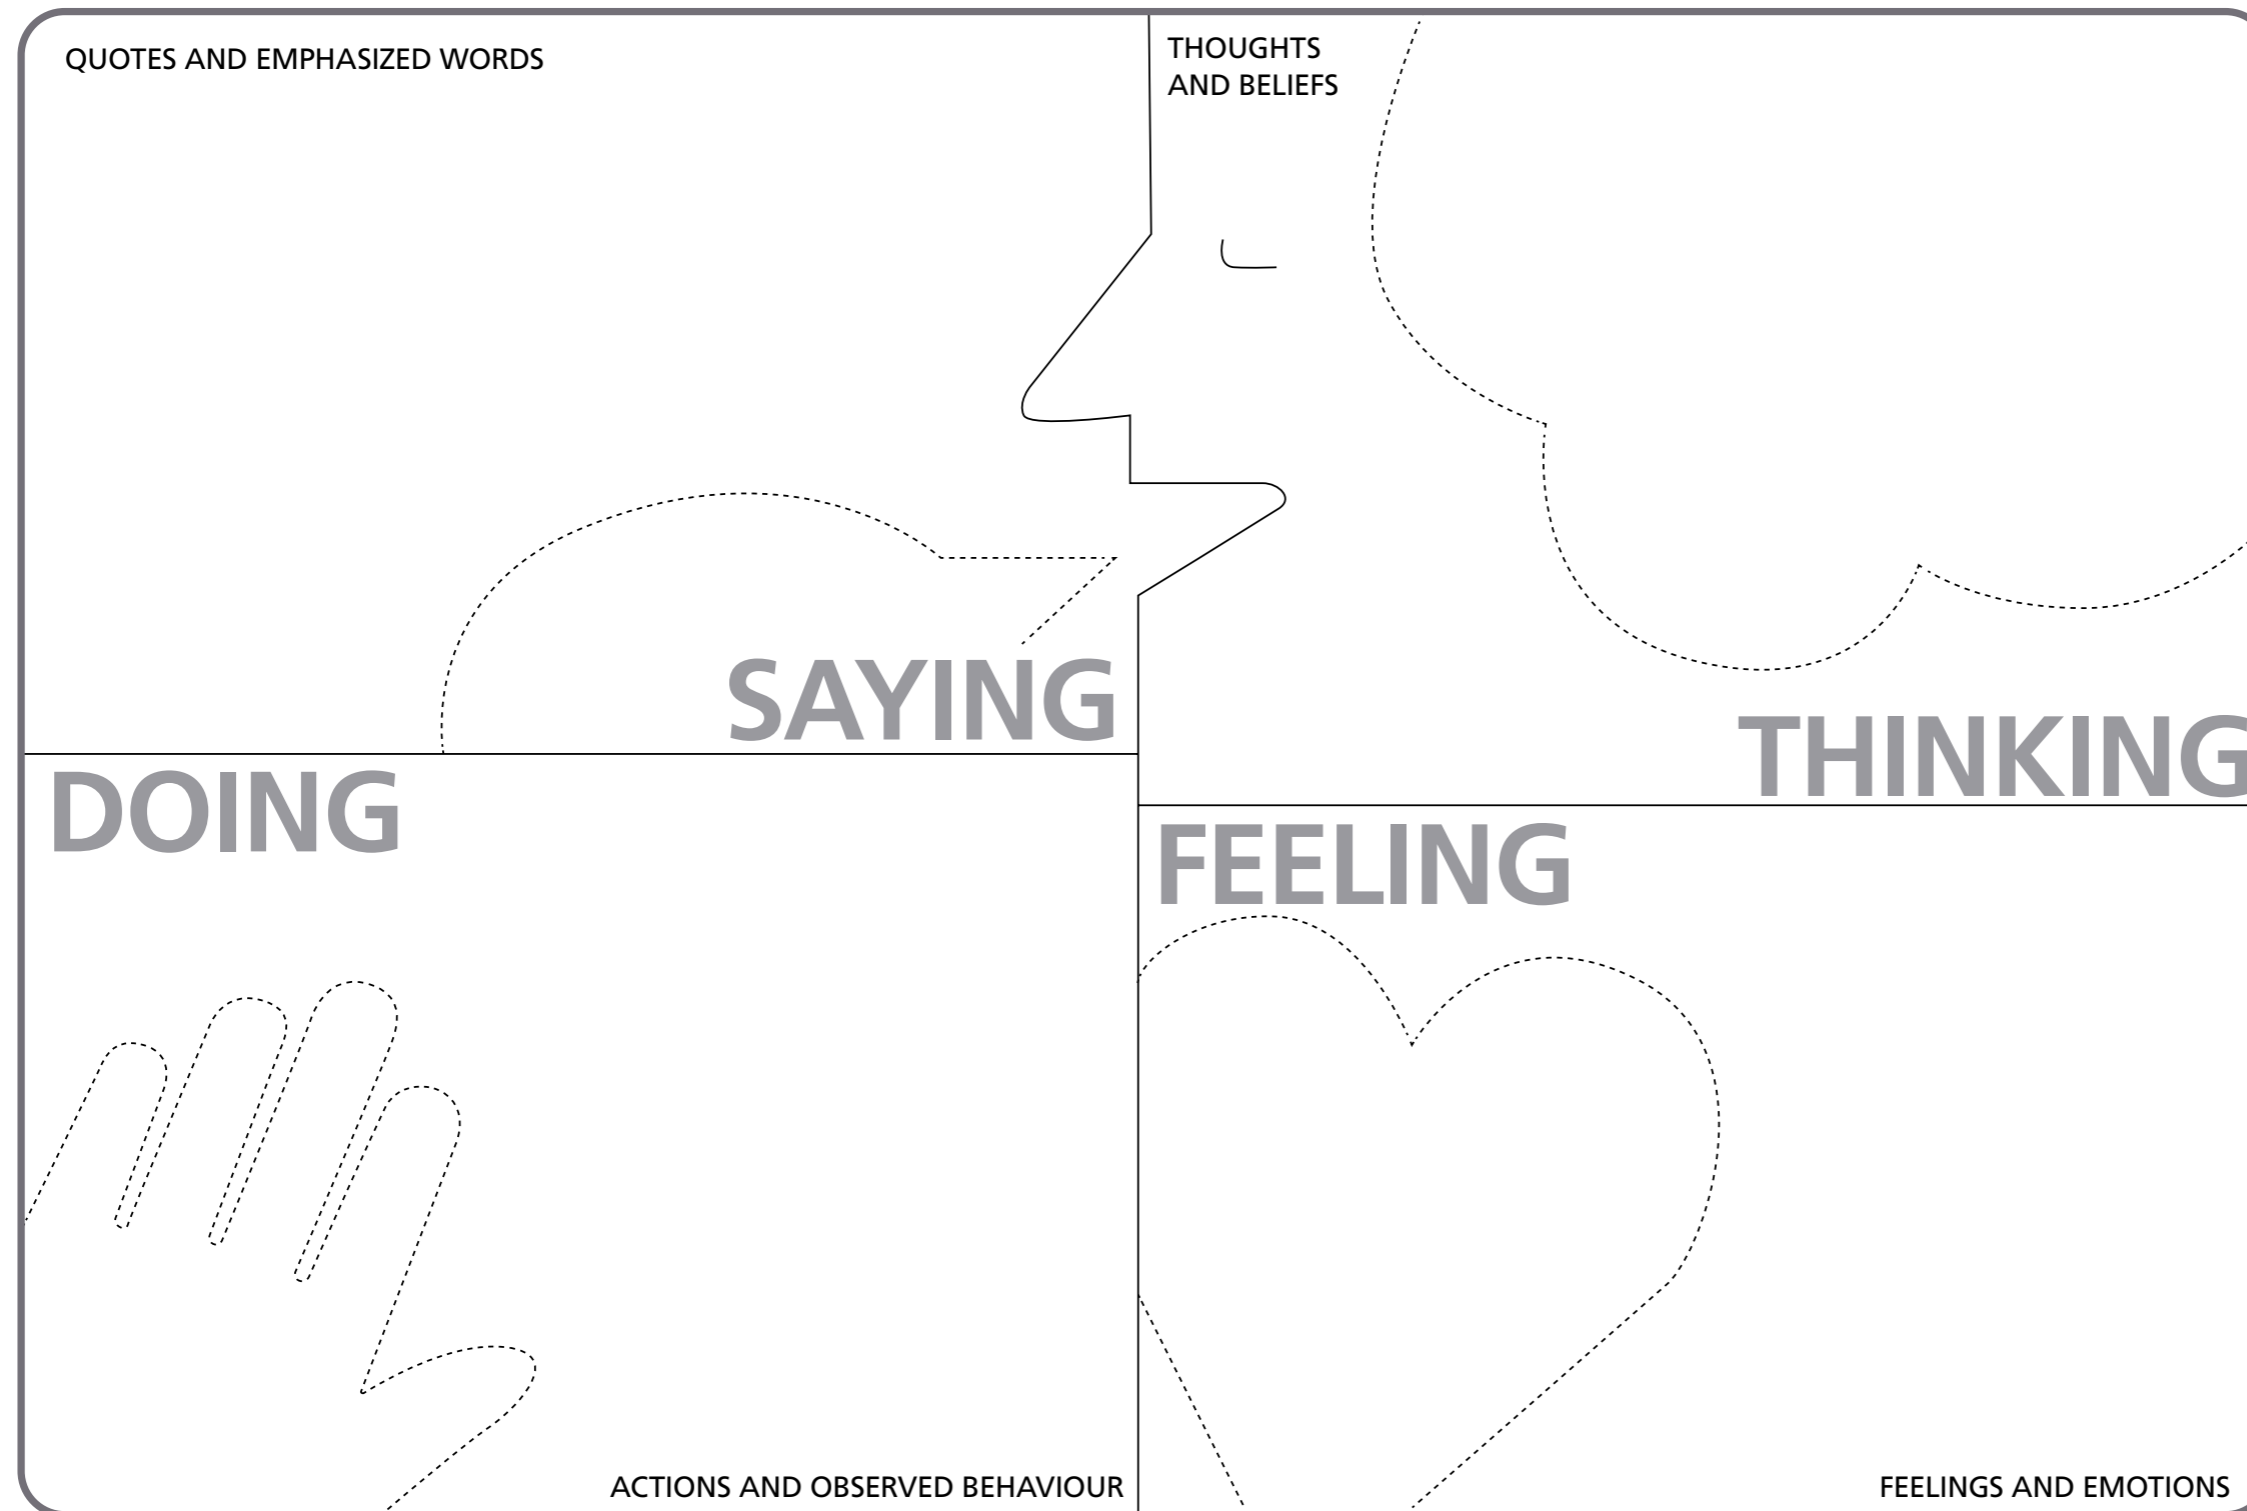 QUOTES AND EMPHASIZED WORDS
SAYING
THOUGHTS
AND BELIEFS
THINKING
DOING
ACTIONS AND OBSERVED BEHAVIOUR
FEELING
FEELINGS AND EMOTIONS